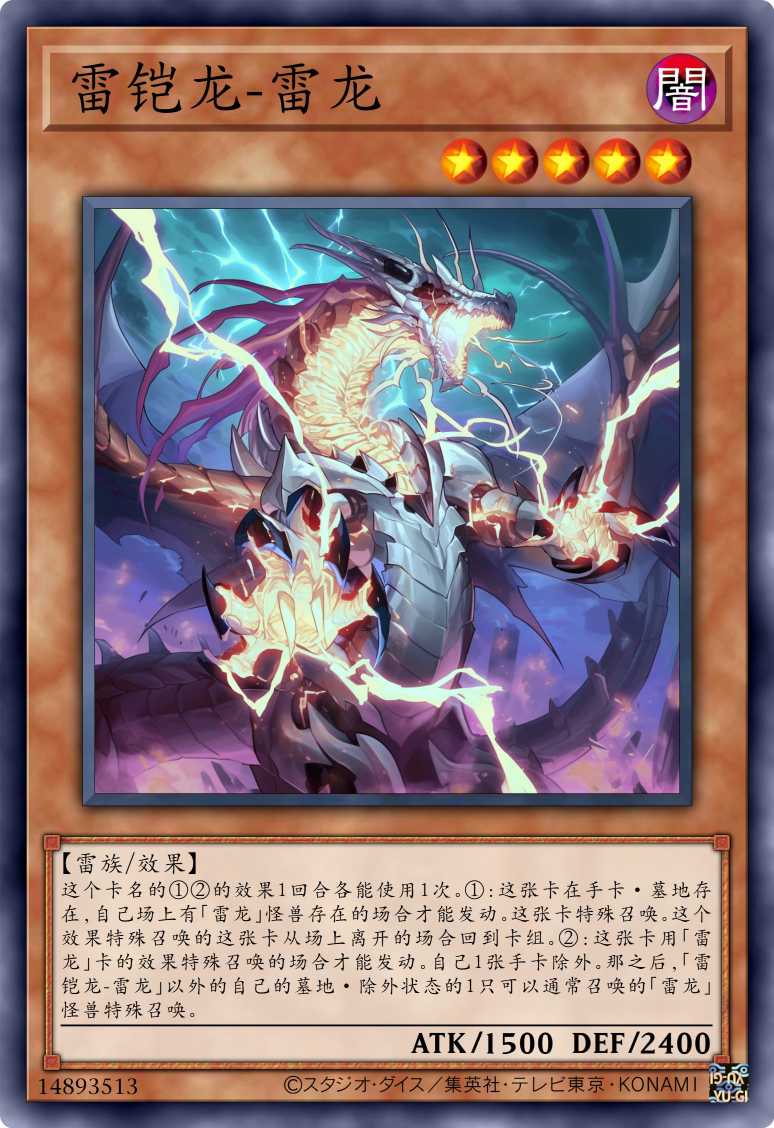 雷铠龙-雷龙
闇
【雷族/效果】
这个卡名的①②的效果1回合各能使用1次。①:这张卡在手卡・墓地存
在,自己场上有「雷龙」怪兽存在的场合才能发动。这张卡特殊召唤。这个
效果特殊召唤的这张卡从场上离开的场合回到卡组。②:这张卡用「雷
龙」卡的效果特殊召唤的场合才能发动。自己1张手卡除外。那之后,「雷
铠龙-雷龙」以外的自己的墓地・除外状态的1只可以通常召唤的「雷龙」
怪兽特殊召唤。
ATK/1500 DEF/2400
14893513 ©スタジオ・ダイス/集英社・テレビ東京・KONAMI